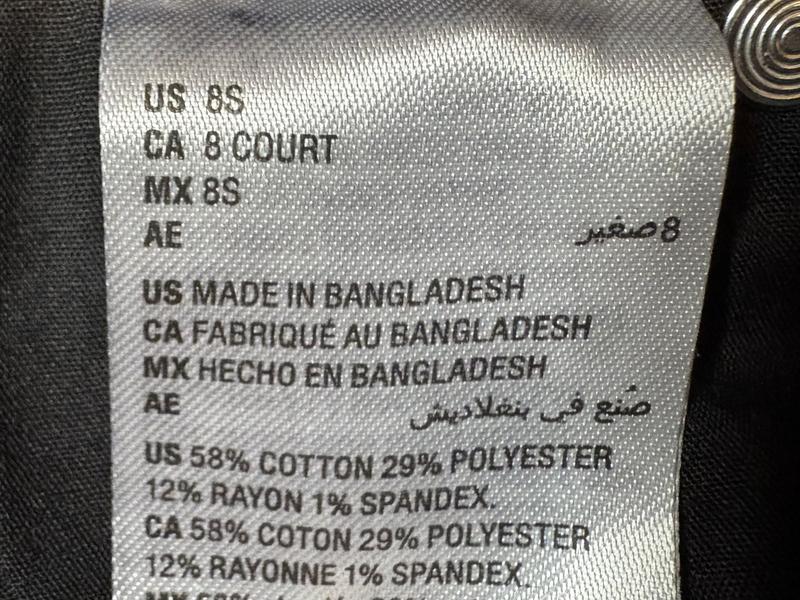 US 8S
CA 8 COURT
MX 8S
AE 8صغير
US MADE IN BANGLADESH
CA FABRIQUÉ AU BANGLADESH
MX HECHO EN BANGLADESH
AE صُنع في بنغلاديش
US 58% COTTON 29% POLYESTER
12% RAYON 1% SPANDEX.
CA 58% COTON 29% POLYESTER
12% RAYONNE 1% SPANDEX.